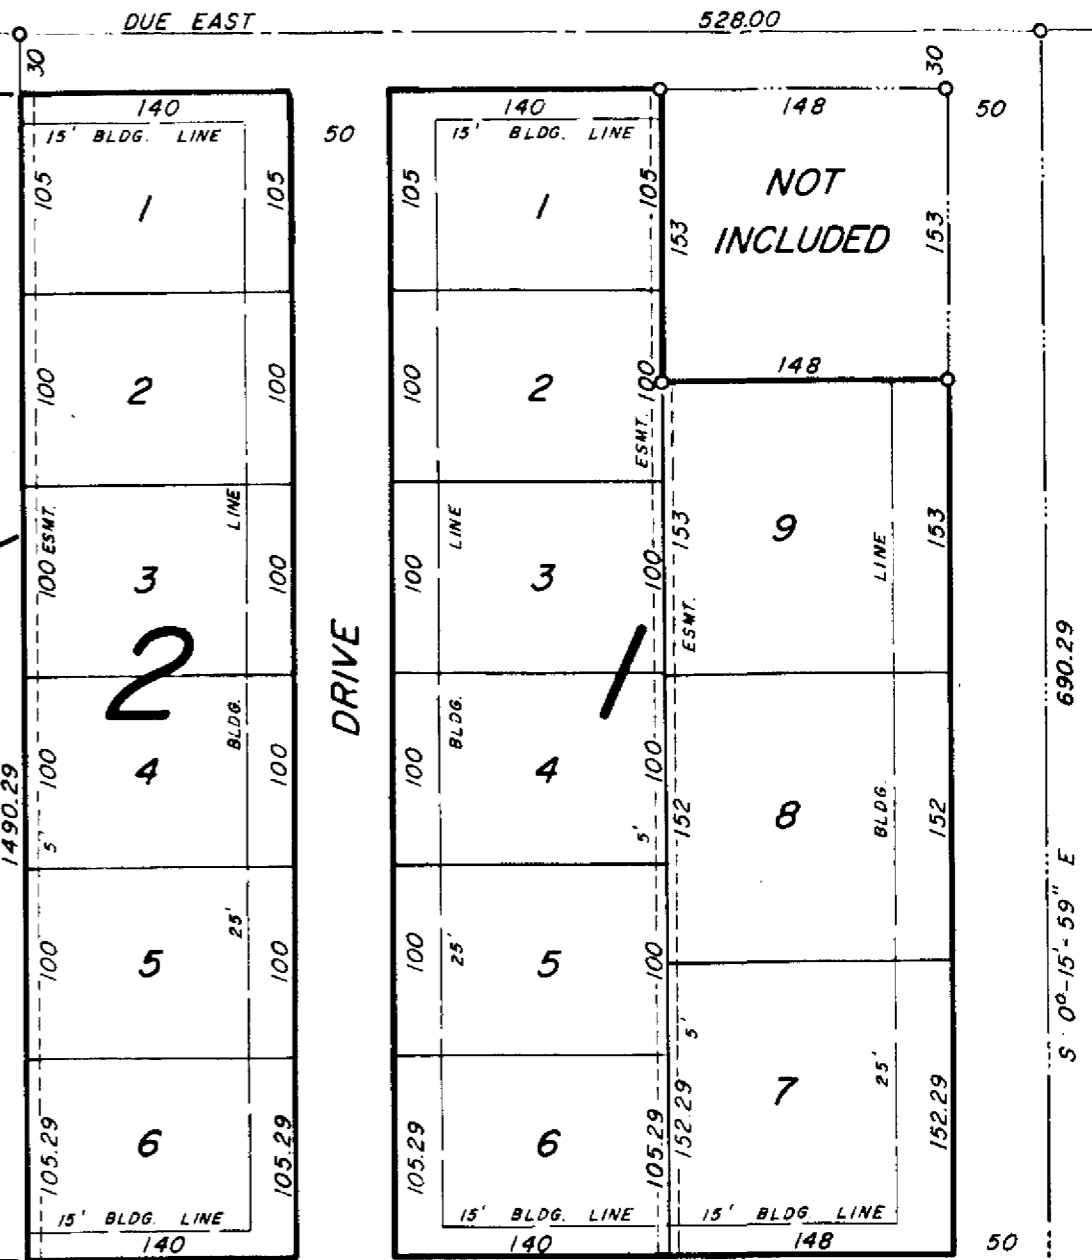 DUE EAST 528.00
30 30
140 140 148 50
15' BLDG. LINE 50 15' BLDG. LINE
105 1 105 105 1 105 153 NOT INCLUDED 153
148
100 2 100 100 2 100 ESMT.
100 ESMT. 3 LINE 100 100 LINE 3 100 153 ESMT. 9 LINE 153
2 DRIVE 1 690.29
1490.29 100 5' 4 BLDG. 100 100 BLDG. 4 100 5' 152 8 BLDG. 152
S 0°-15'-59" E
100 5 25' 100 100 25' 5 100
105.29 6 105.29 105.29 6 105.29 152.29 5' 7 25' 152.29
15' BLDG. LINE 15' BLDG. LINE 15' BLDG. LINE
140 140 148 50